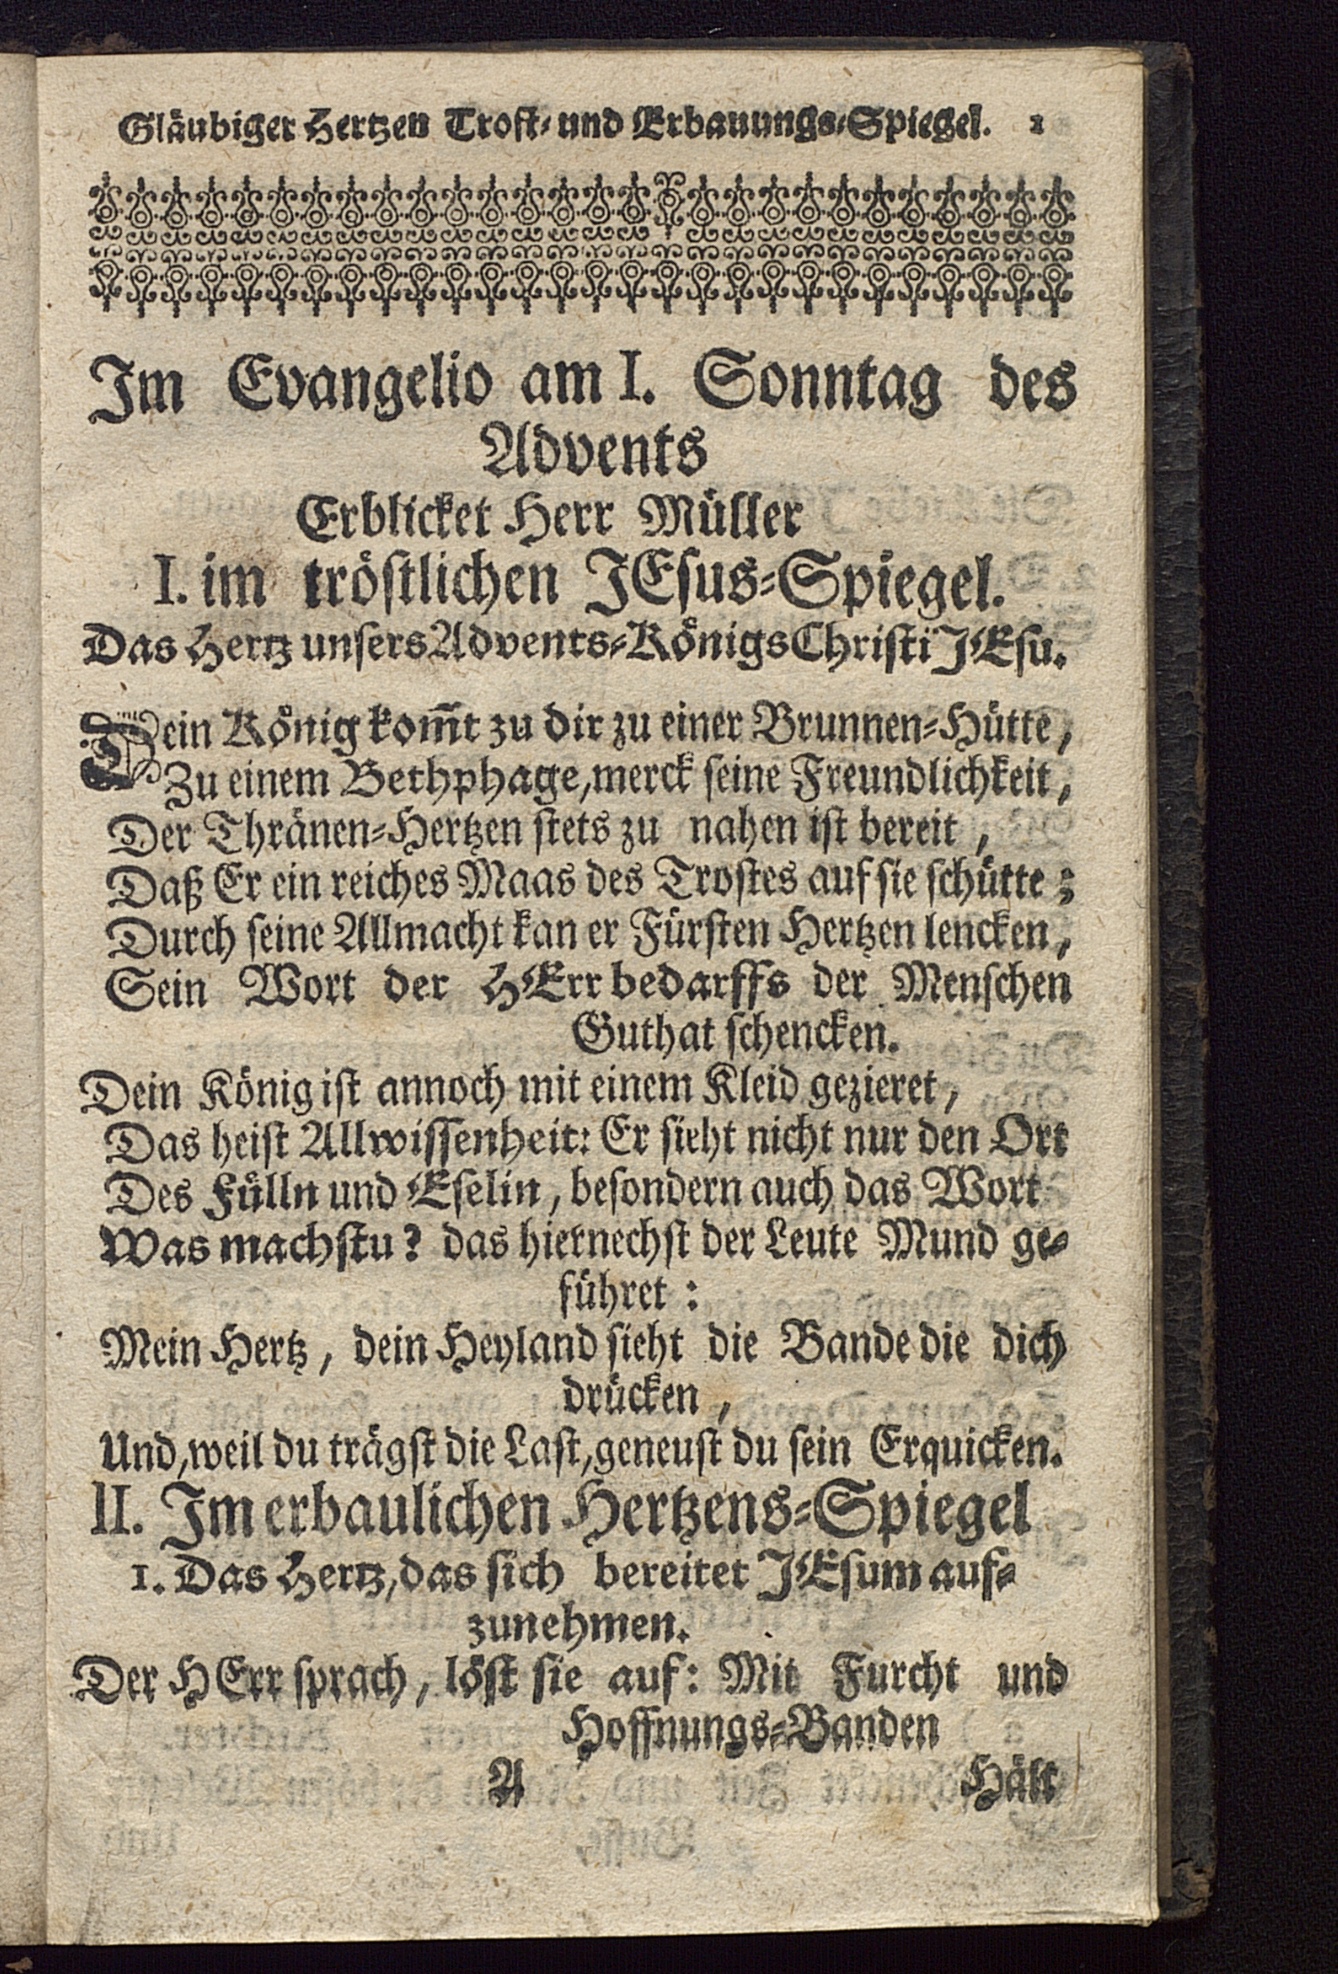 Gläubiger Hertzen Trost- und Erbauungs-Spiegel. 1
Im Evangelio am I. Sonntag des
Advents
Erblicket Herr Müller
I. im tröstlichen JEsus-Spiegel.
Das Hertz unsers Advents-Königs Christi JEsu.
Dein König kom̅t zu dir zu einer Brunnen-Hütte,
Zu einem Bethphage, merck seine Freundlichkeit,
Der Thränen-Hertzen stets zu nahen ist bereit,
Daß Er ein reiches Maas des Trostes auf sie schütte;
Durch seine Allmacht kan er Fürsten Hertzen lencken,
Sein Wort der HErr bedarffs der Menschen
Guthat schencken.
Dein König ist annoch mit einem Kleid gezieret,
Das heist Allwissenheit: Er sieht nicht nur den Ort
Des Fülln und Eselin, besondern auch das Wort
Was machstu? das hiernechst der Leute Mund ge-
führet:
Mein Hertz, dein Heyland sieht die Bande die dich
drücken,
Und, weil du trägst die Last, geneust du sein Erquicken.
II. Im erbaulichen Hertzens-Spiegel
1. Das Hertz, das sich bereitet JEsum auf-
zunehmen.
Der HErr sprach, löst sie auf: Mit Furcht und
Hoffnungs-Banden
A Hält